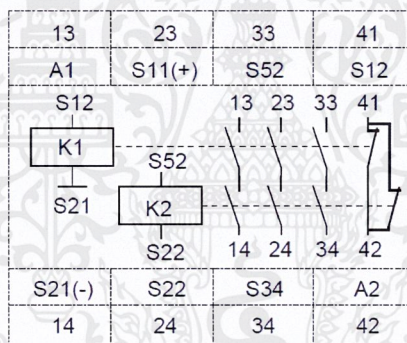 13 23 33 41
A1 S11(+) S52 S12
S12 13 23 33 41
K1
S52
S21
K2
S22 14 24 34 42
S21(-) S22 S34 A2
14 24 34 42